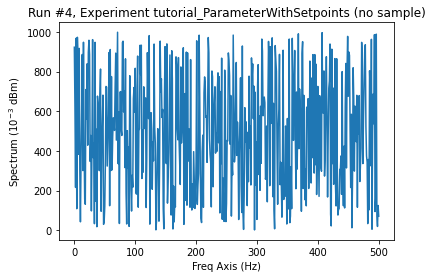 Run #4, Experiment tutorial_ParameterWithSetpoints (no sample)
1000
800
600
400
200
0
Spectrum (10⁻³ dBm)
0 100 200 300 400 500
Freq Axis (Hz)